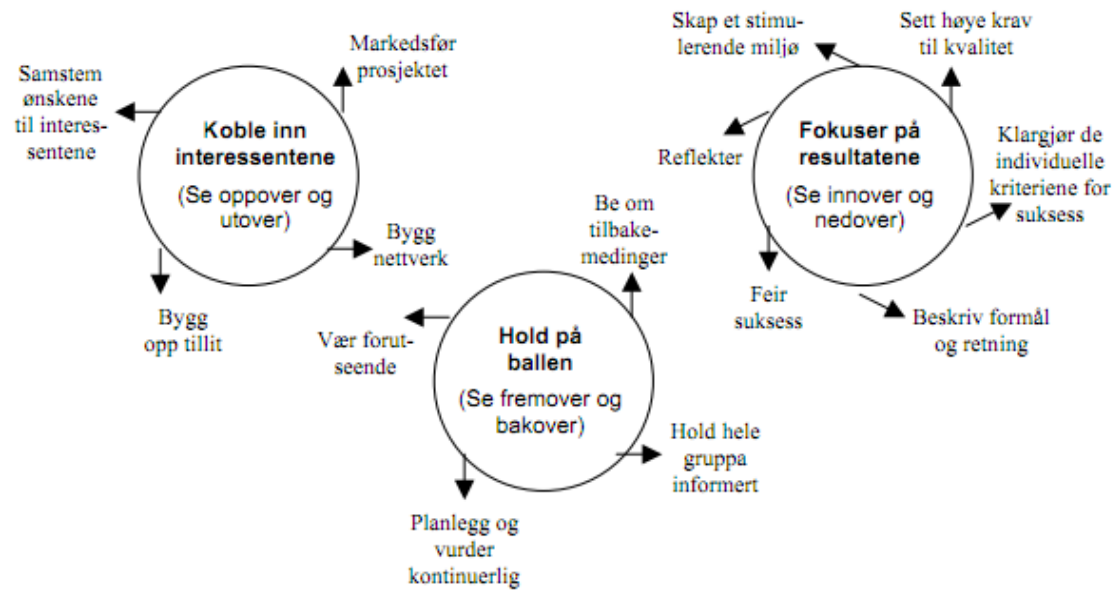 Samstem
ønskene
til interes-
sentene
Markedsfør
prosjektet
Koble inn
interessentene
(Se oppover og
utover)
Bygg
nettverk
Bygg
opp tillit
Vær forut-
seende
Be om
tilbake-
medinger
Hold på
ballen
(Se fremover og
bakover)
Hold hele
gruppa
informert
Planlegg og
vurder
kontinuerlig
Skap et stimu-
lerende miljø
Sett høye krav
til kvalitet
Reflekter
Fokuser på
resultatene
(Se innover og
nedover)
Klargjør de
individuelle
kriteriene for
suksess
Feir
suksess
Beskriv formål
og retning